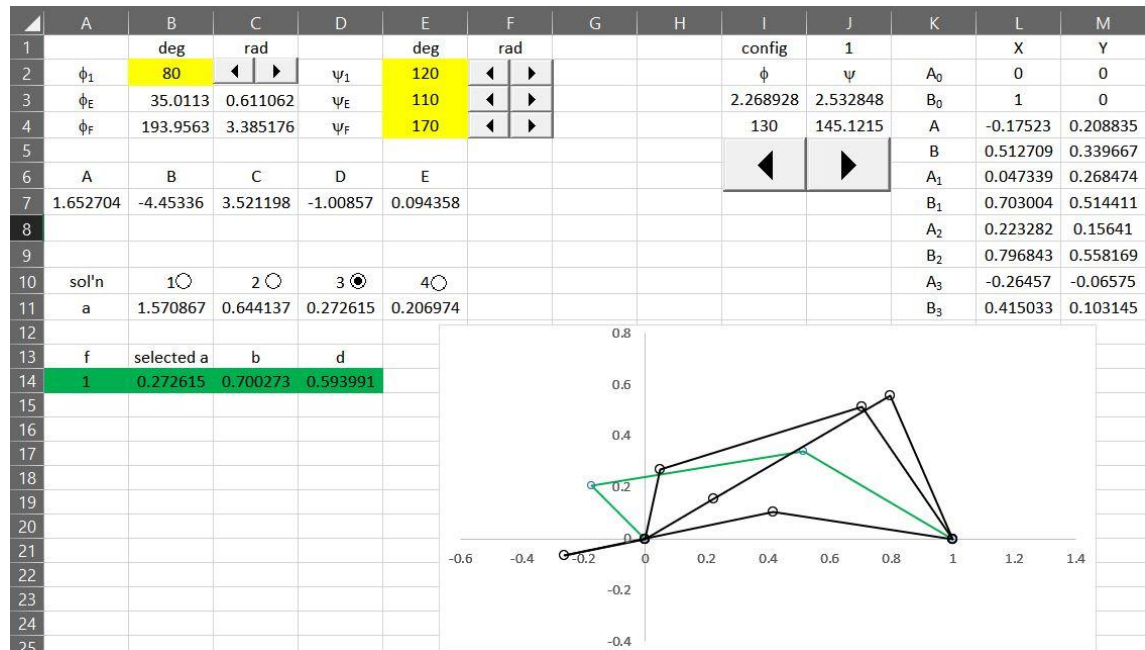 A B C D E F G H I J K L M
1 deg rad deg rad config 1 X Y
2 ϕ₁ 80 ψ₁ 120 ϕ ψ A₀ 0 0
3 ϕE 35.0113 0.611062 ψE 110 2.268928 2.532848 B₀ 1 0
4 ϕF 193.9563 3.385176 ψF 170 130 145.1215 A -0.17523 0.208835
5 B 0.512709 0.339667
6 A B C D E A₁ 0.047339 0.268474
7 1.652704 -4.45336 3.521198 -1.00857 0.094358 B₁ 0.703004 0.514411
8 A₂ 0.223282 0.15641
9 B₂ 0.796843 0.558169
10 sol'n 1 2 3 4 A₃ -0.26457 -0.06575
11 a 1.570867 0.644137 0.272615 0.206974 B₃ 0.415033 0.103145
12
13 f selected a b d
14 1 0.272615 0.700273 0.593991
15
16
17
18
19
20
21
22
23
24
25
0.8
0.6
0.4
0.2
0
-0.6 -0.4 -0.2 0 0.2 0.4 0.6 0.8 1 1.2 1.4
-0.2
-0.4